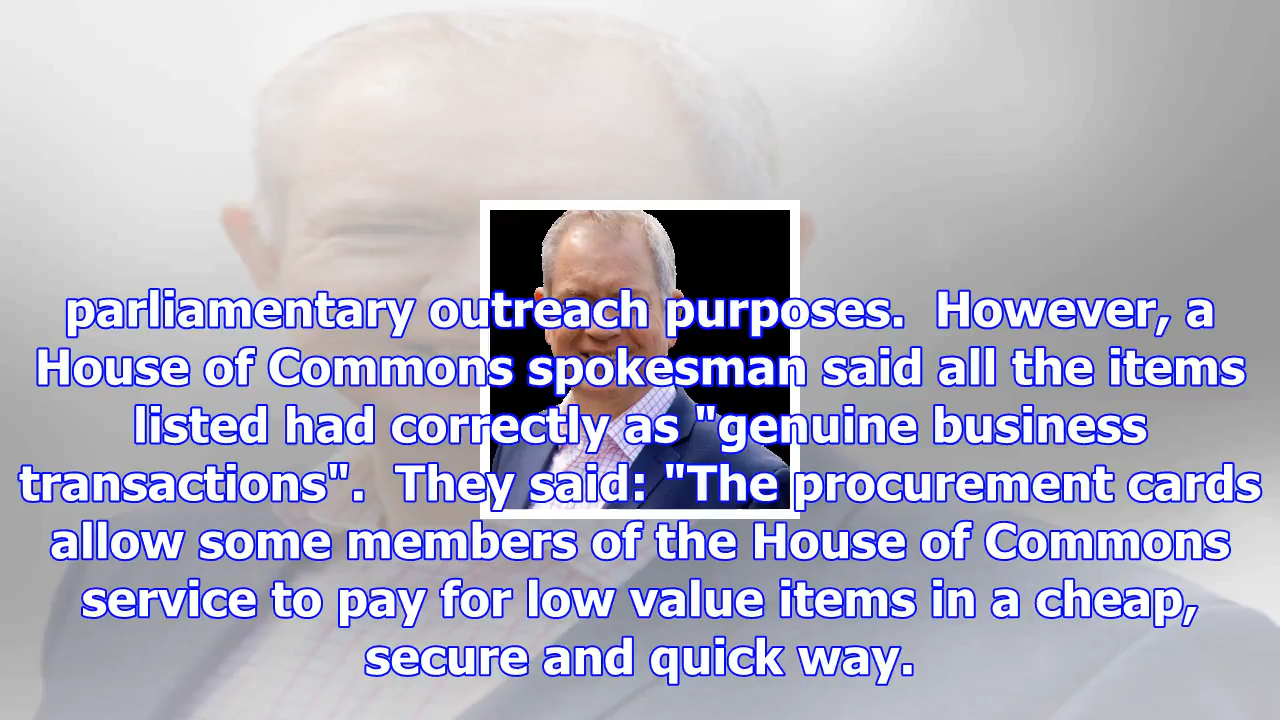 parliamentary outreach purposes.  However, a
House of Commons spokesman said all the items
listed had correctly as "genuine business
transactions".  They said: "The procurement cards
allow some members of the House of Commons
service to pay for low value items in a cheap,
secure and quick way.